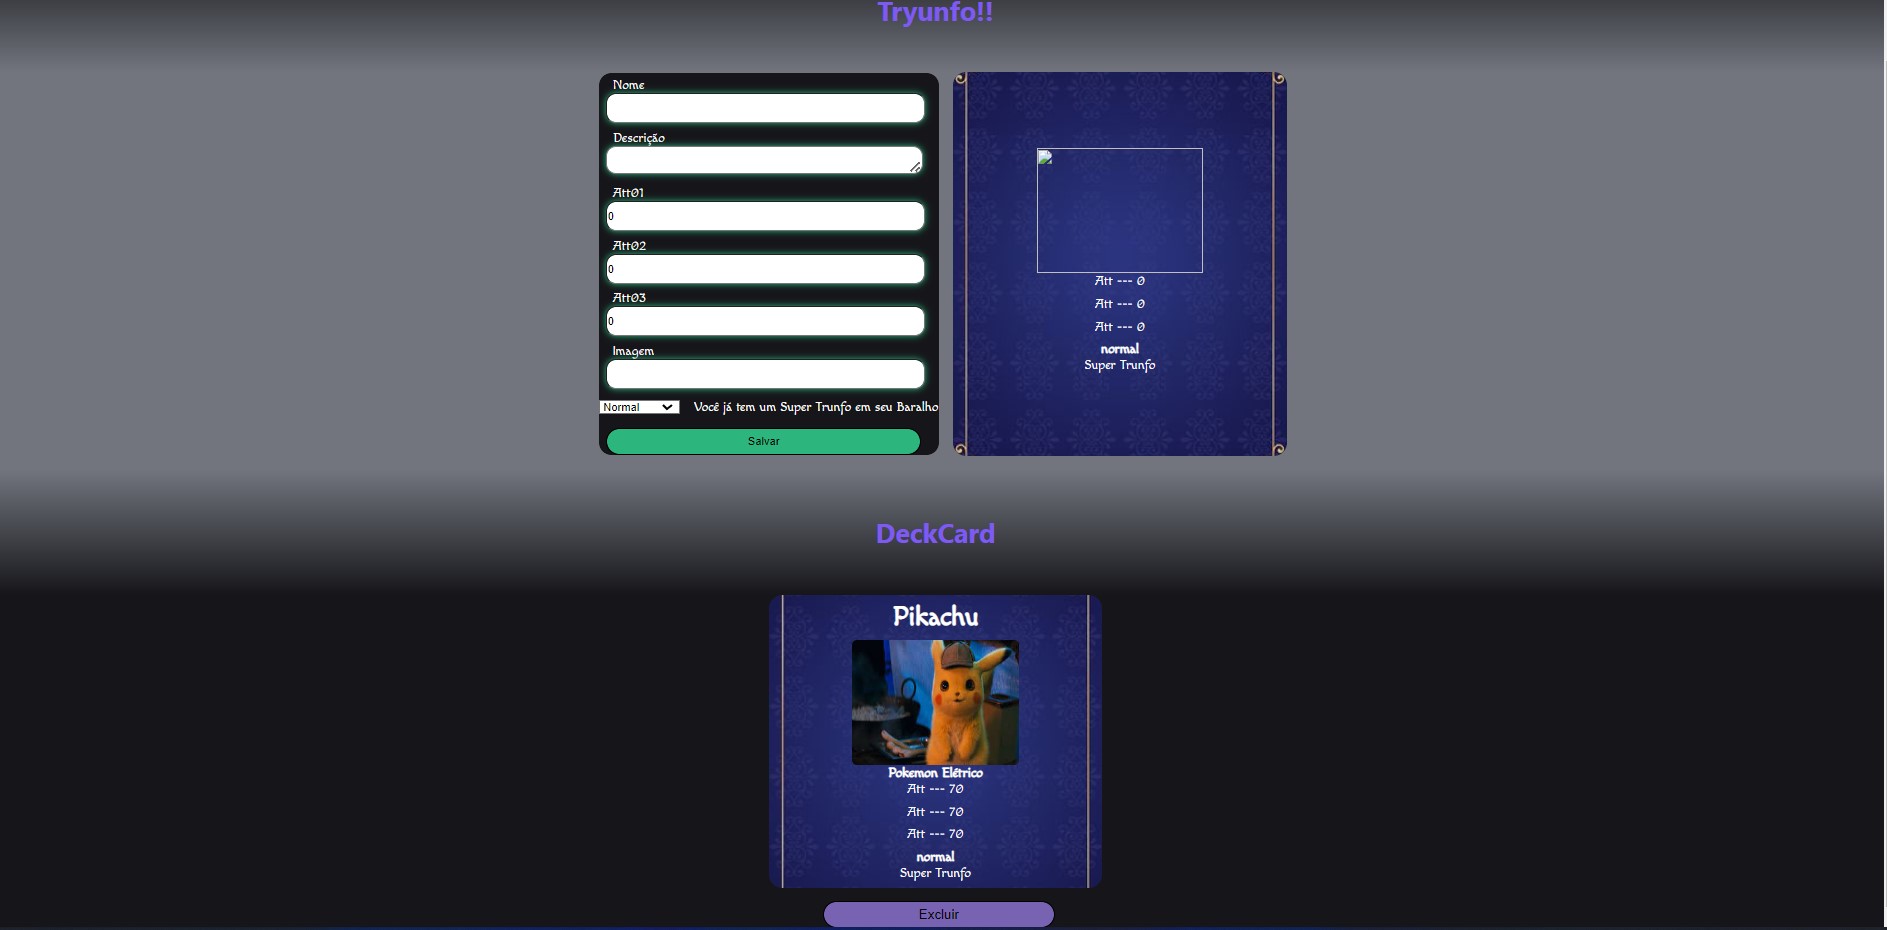 Tryunfo!!
Nome
Descrição
Att01
0
Att02
0
Att03
0
Imagem
Normal
Você já tem um Super Trunfo em seu Baralho
Salvar
Att --- 0
Att --- 0
Att --- 0
normal
Super Trunfo
DeckCard
Pikachu
Pokemon Elétrico
Att --- 70
Att --- 70
Att --- 70
normal
Super Trunfo
Excluir